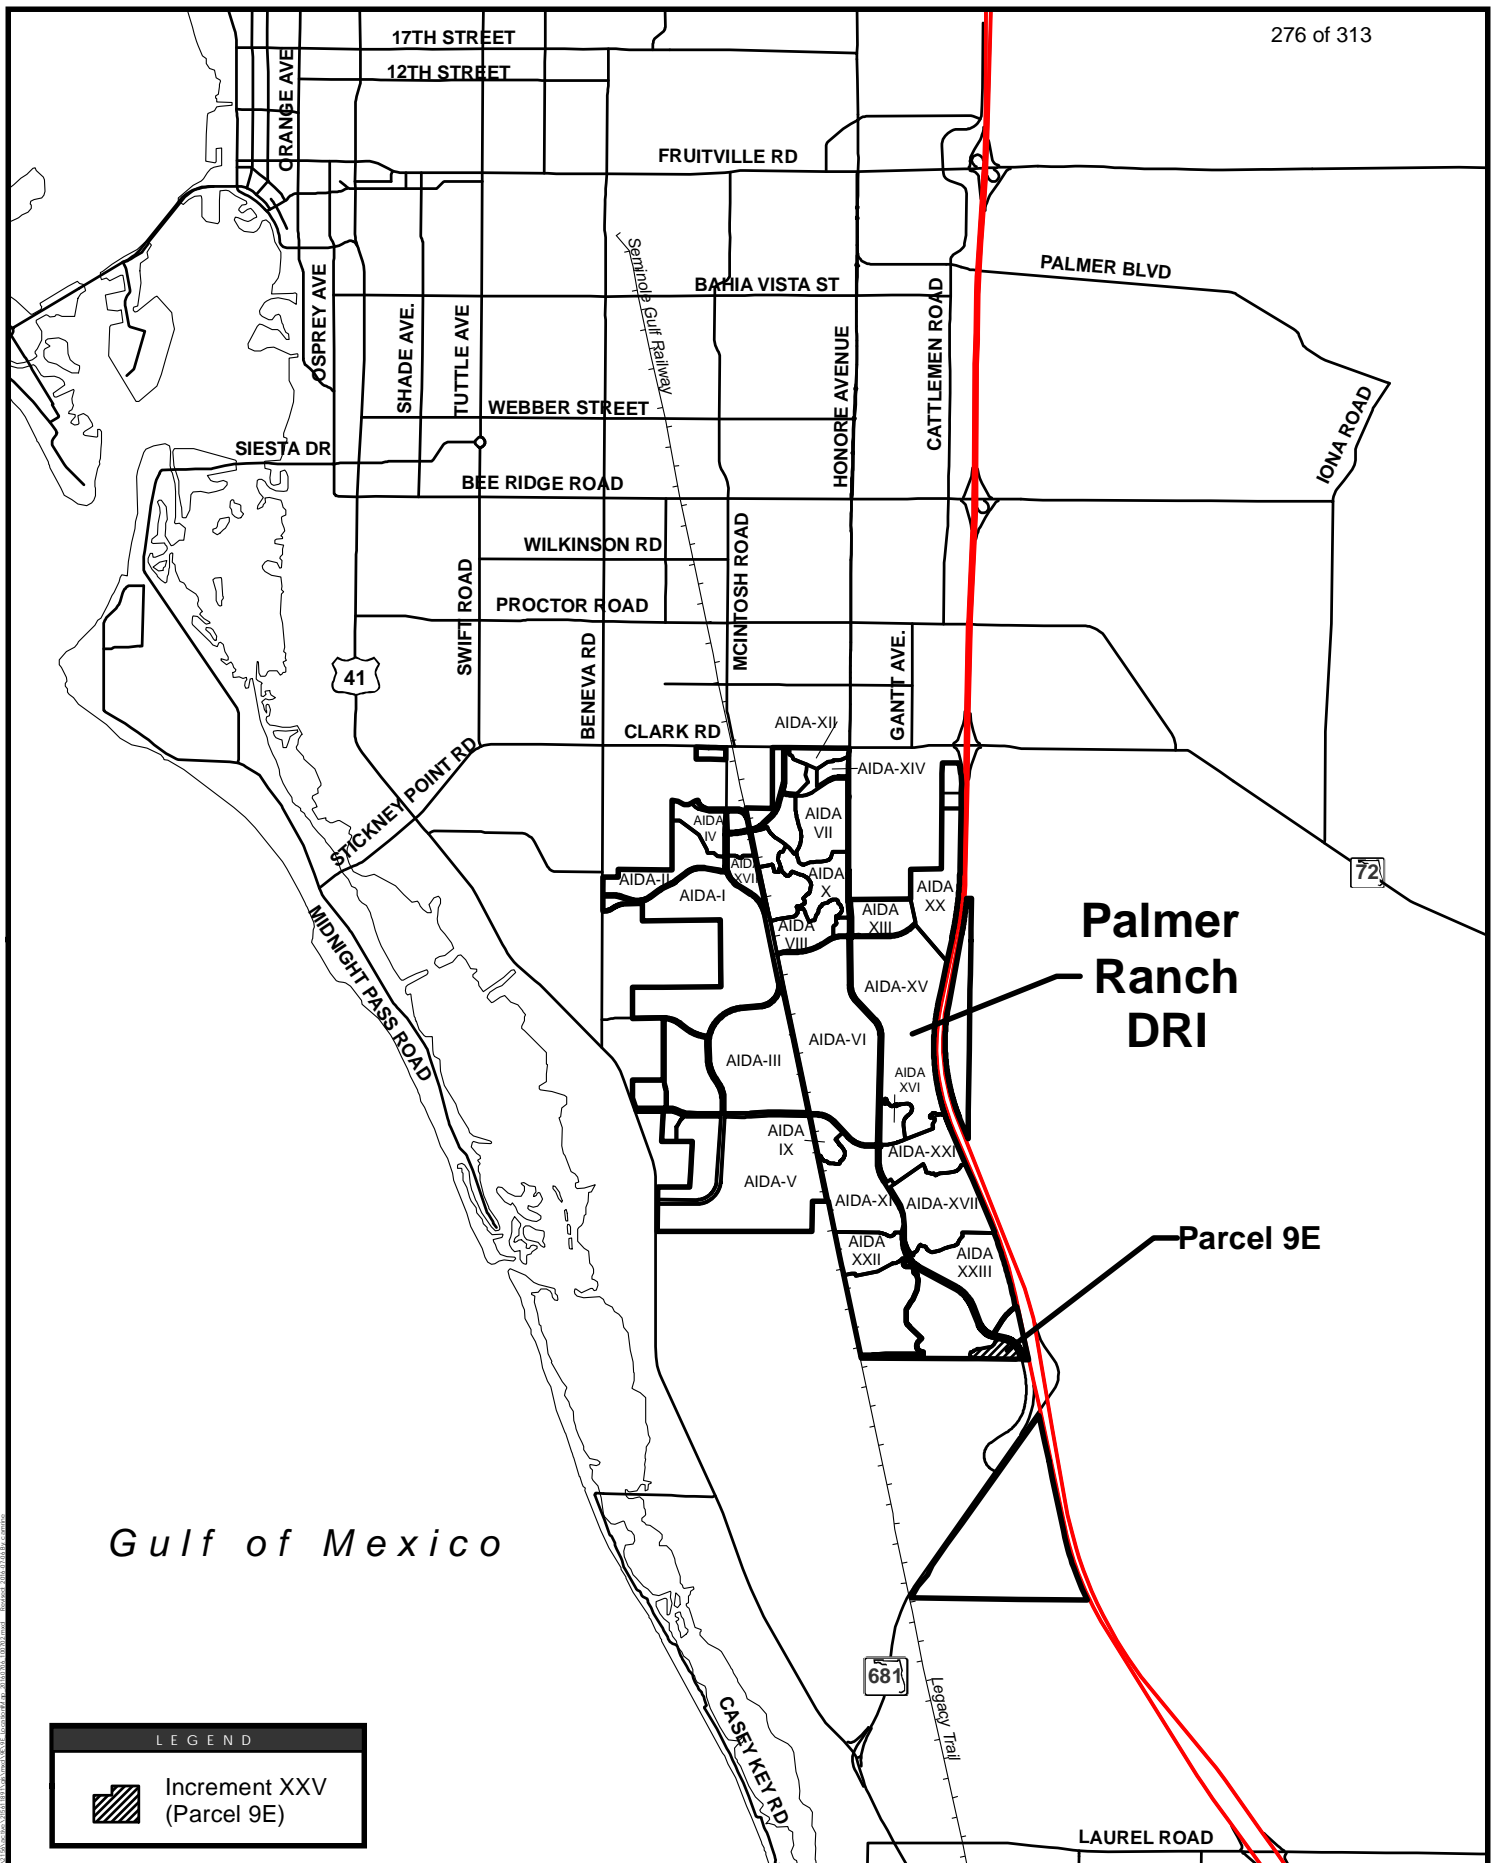 276 of 313
17TH STREET
12TH STREET
ORANGE AVE
FRUITVILLE RD
Seminole Gulf Railway
PALMER BLVD
BAHIA VISTA ST
OSPREY AVE
SHADE AVE.
TUTTLE AVE
HONORE AVENUE
CATTLEMEN ROAD
IONA ROAD
WEBBER STREET
SIESTA DR
BEE RIDGE ROAD
WILKINSON RD
MCINTOSH ROAD
SWIFT ROAD
PROCTOR ROAD
BENEVA RD
GANTT AVE.
41
CLARK RD
AIDA-XII
AIDA-XIV
STICKNEY POINT RD
AIDA
IV
AIDA
VII
AIDA
XVII
AIDA-II
AIDA-I
AIDA
X
AIDA
XX
72
AIDA
XIII
AIDA
VIII
Palmer
Ranch
DRI
MIDNIGHT PASS ROAD
AIDA-XV
AIDA-VI
AIDA-III
AIDA
XVI
AIDA
IX
AIDA-XXI
AIDA-V
AIDA-XI
AIDA-XVII
AIDA
XXII
AIDA
XXIII
Parcel 9E
Gulf of Mexico
681
Legacy Trail
CASEY KEY RD
LEGEND
Increment XXV
(Parcel 9E)
LAUREL ROAD